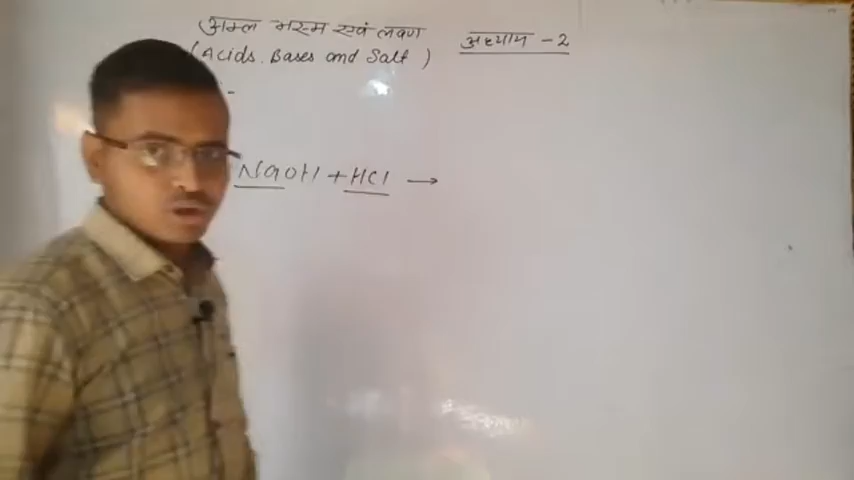 अम्ल भस्म एवं लवण
(Acids. Bases and Salt) अध्याय -2
NaOH + HCl →